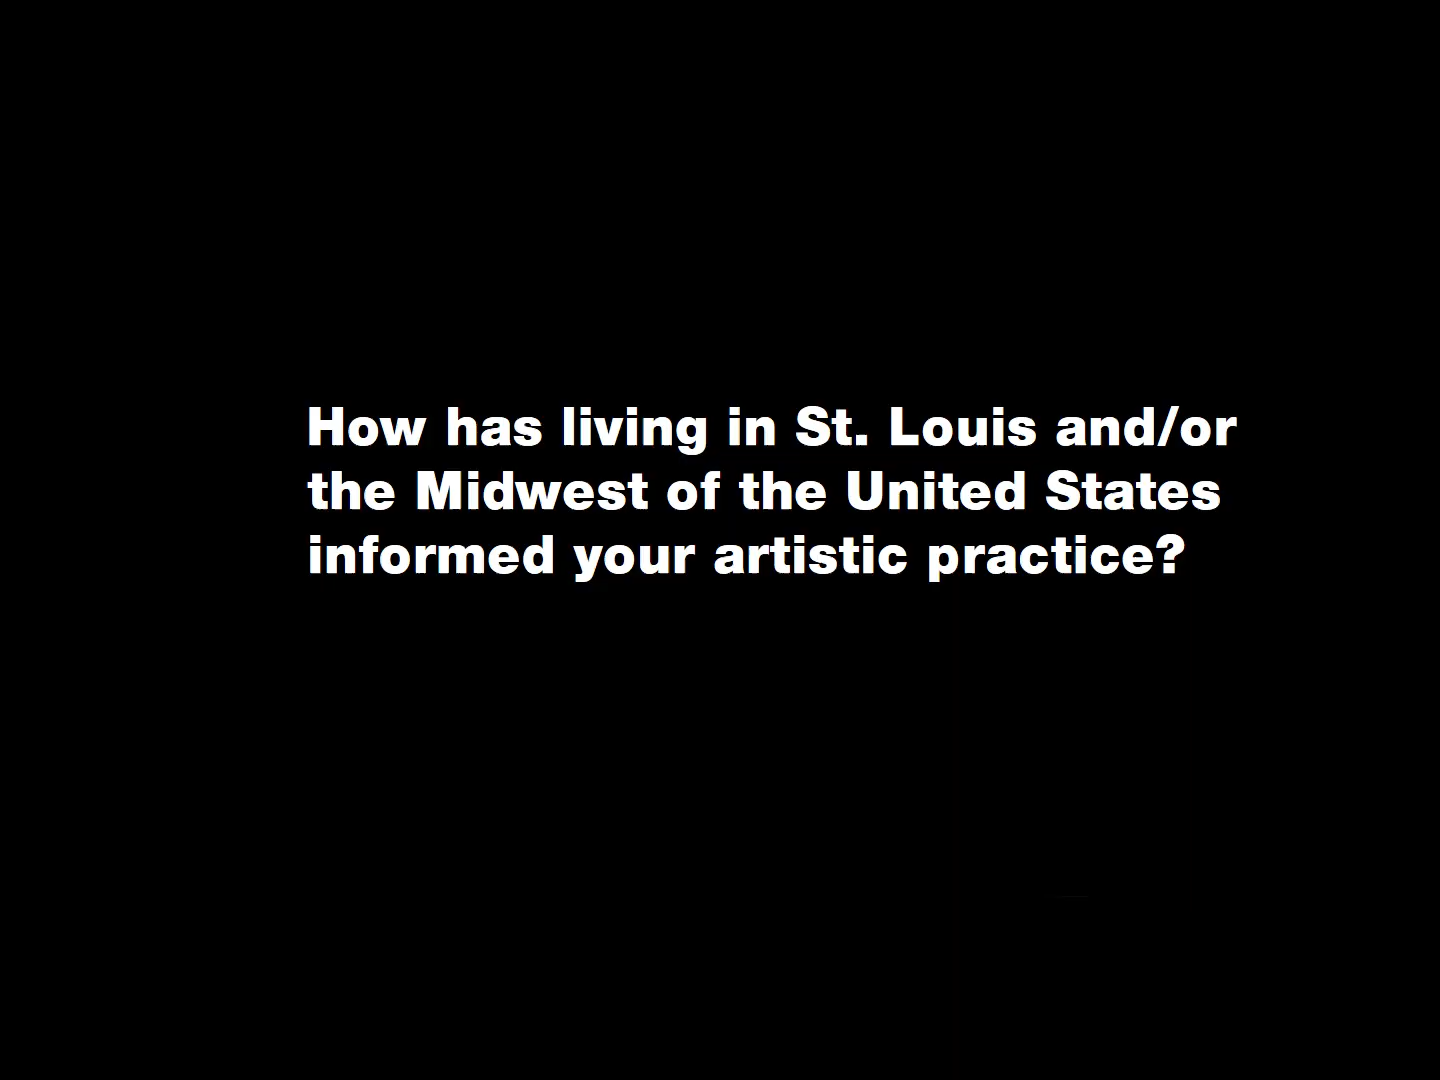 How has living in St. Louis and/or
the Midwest of the United States
informed your artistic practice?